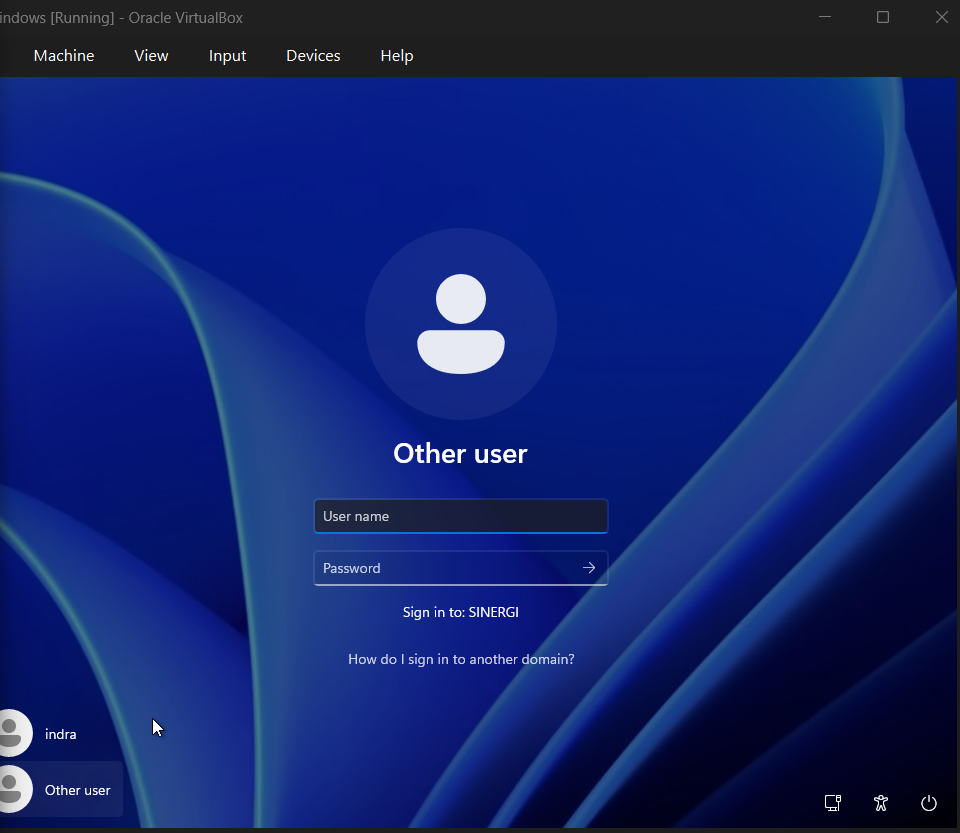 indows [Running] - Oracle VirtualBox
Machine View Input Devices Help
Other user
User name
Password
Sign in to: SINERGI
How do I sign in to another domain?
indra
Other user